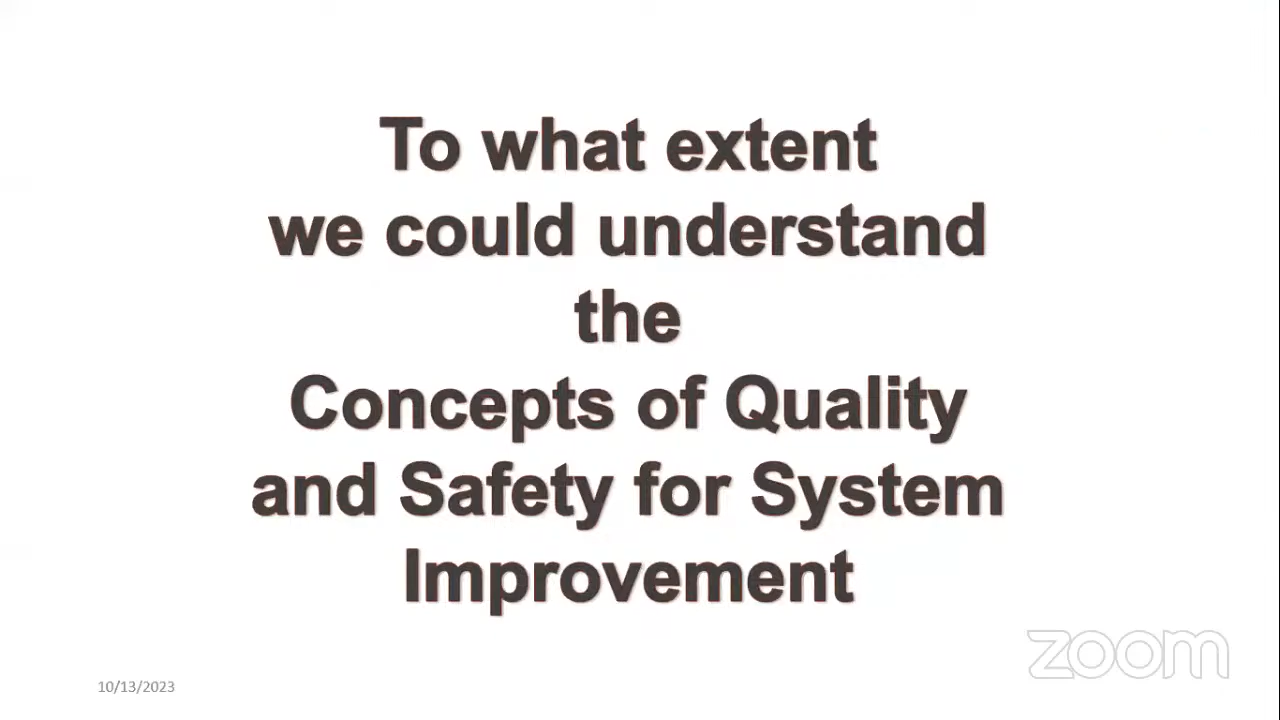 To what extent
we could understand
the
Concepts of Quality
and Safety for System
Improvement
zoom
10/13/2023